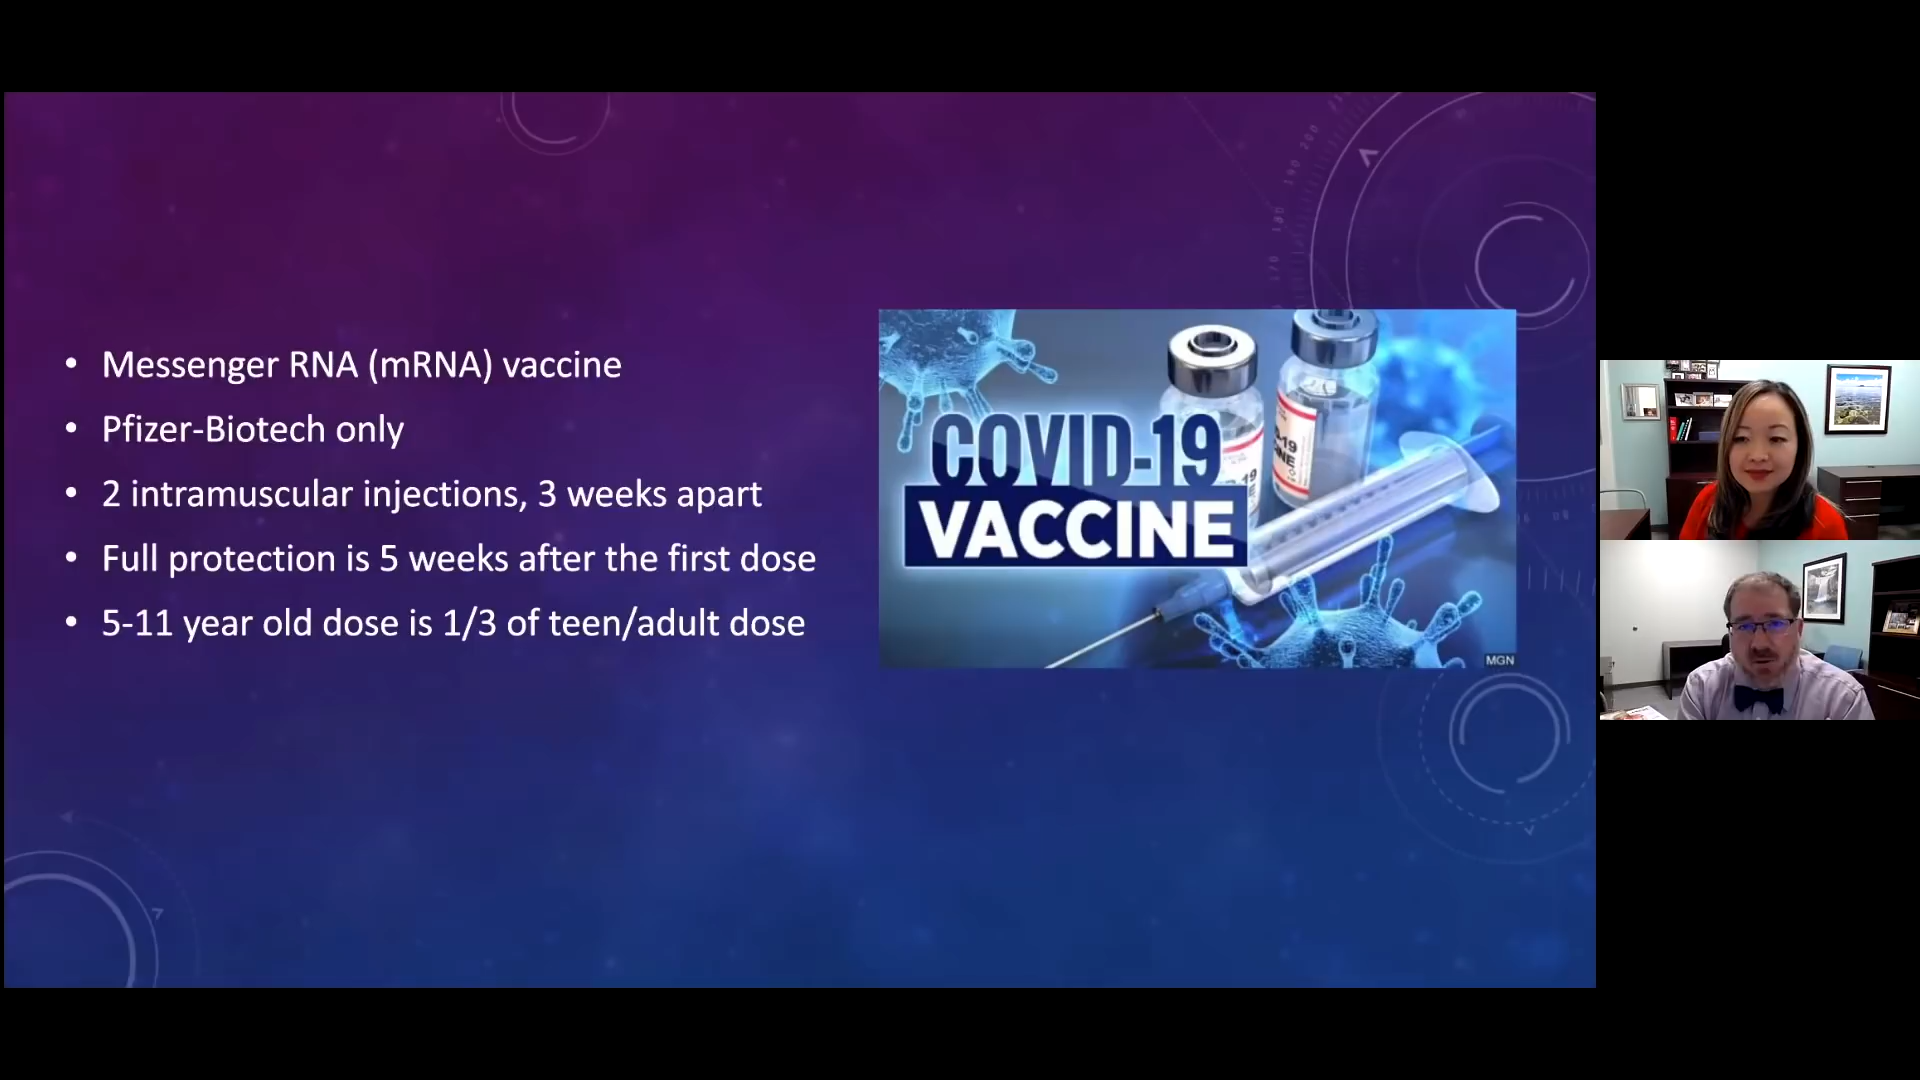 • Messenger RNA (mRNA) vaccine
• Pfizer-Biotech only
• 2 intramuscular injections, 3 weeks apart
• Full protection is 5 weeks after the first dose
• 5-11 year old dose is 1/3 of teen/adult dose
COVID-19
VACCINE
MGN